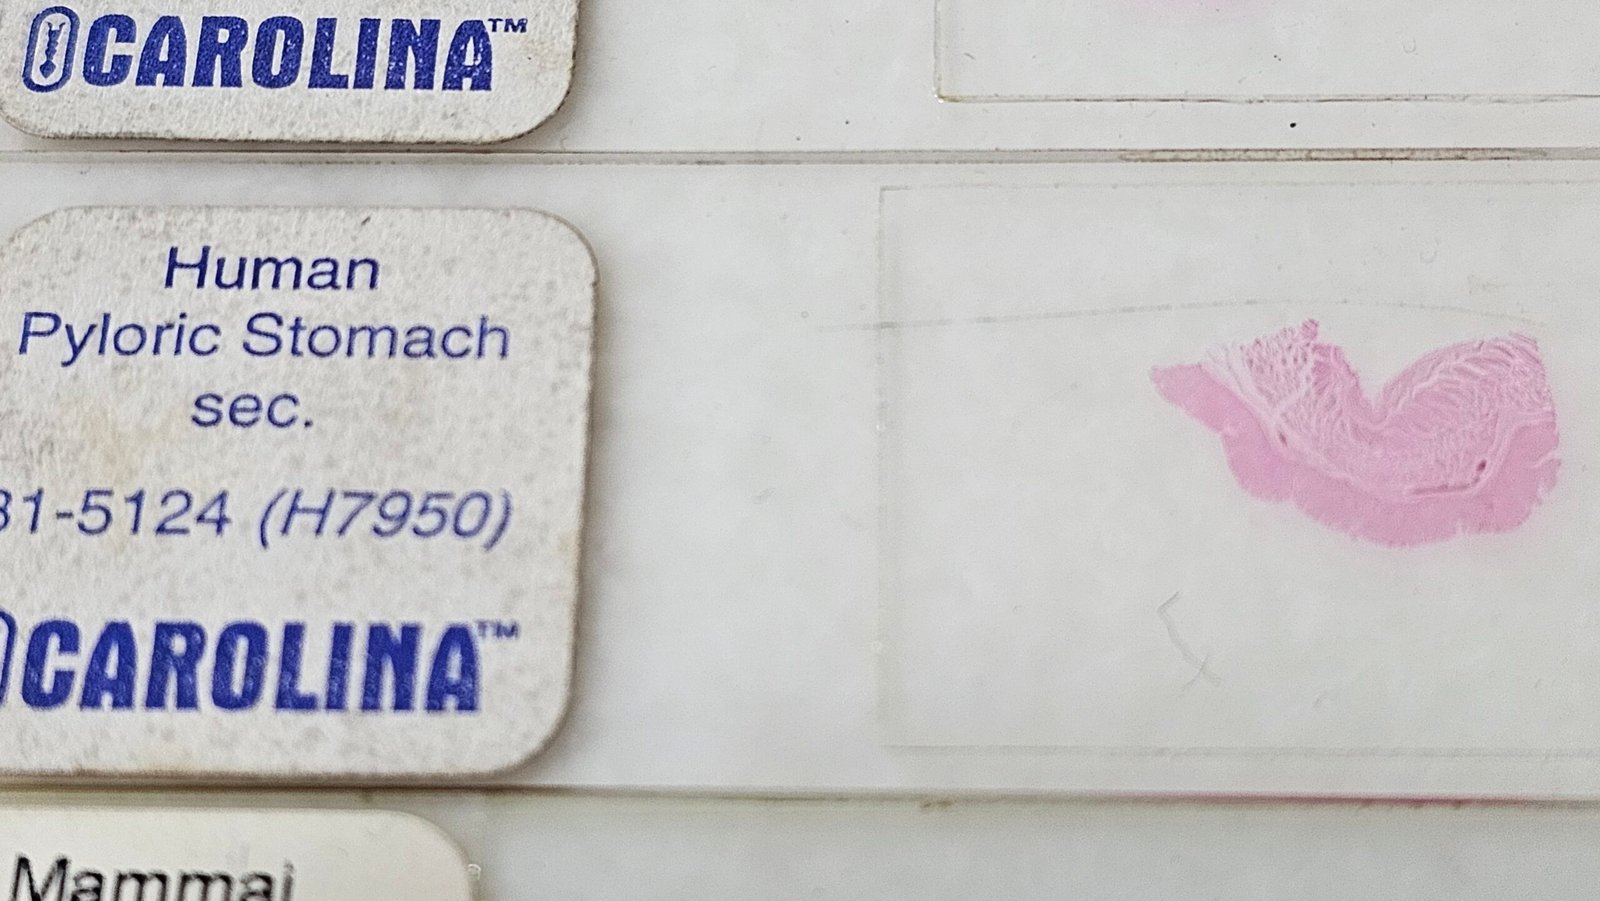 CAROLINA™
Human
Pyloric Stomach
sec.
31-5124 (H7950)
CAROLINA™
Mammal